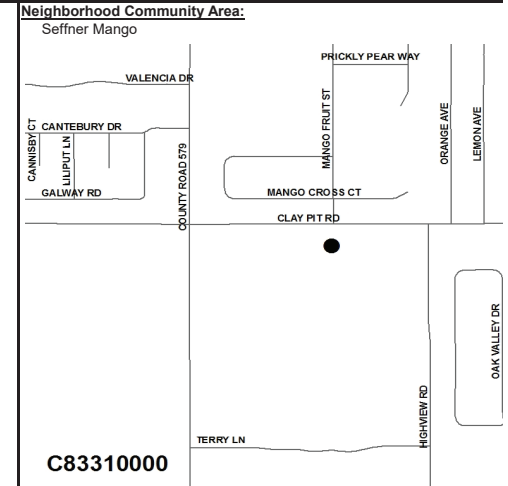 Neighborhood Community Area:
Seffner Mango
PRICKLY PEAR WAY
VALENCIA DR
MANGO FRUIT ST
ORANGE AVE
LEMON AVE
CANNISBY CT
CANTEBURY DR
LILIPUT LN
COUNTY ROAD 579
GALWAY RD
MANGO CROSS CT
CLAY PIT RD
OAK VALLEY DR
HIGHVIEW RD
TERRY LN
C83310000